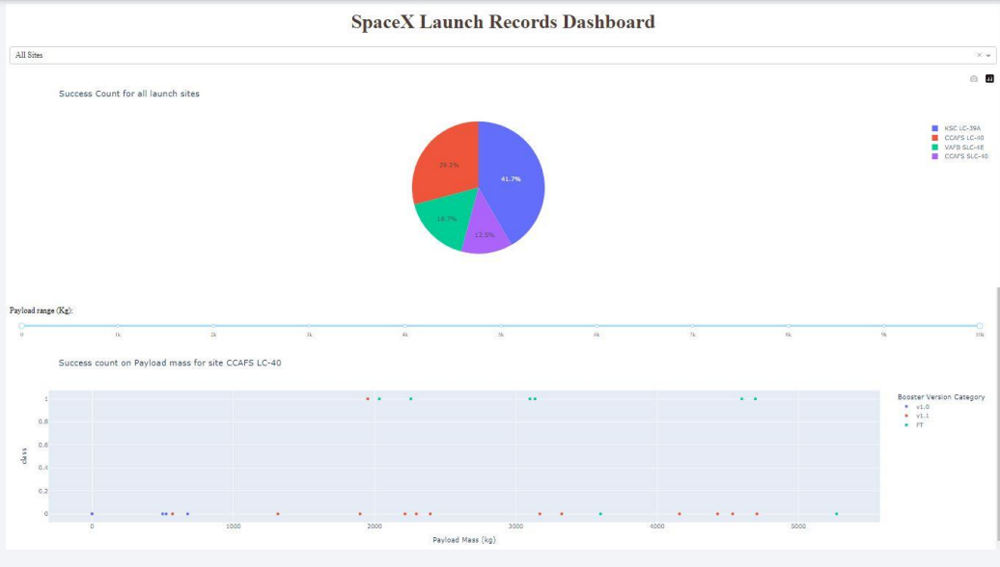 SpaceX Launch Records Dashboard
All Sites
Success Count for all launch sites
KSC LC-39A
CCAFS LC-40
VAFB SLC-4E
CCAFS SLC-40
29.2%
41.7%
16.7%
12.5%
Payload range (Kg):
0 1k 2k 3k 4k 5k 6k 7k 8k 9k 10k
Success count on Payload mass for site CCAFS LC-40
Booster Version Category
v1.0
v1.1
FT
class
1
0.8
0.6
0.4
0.2
0
0 1000 2000 3000 4000 5000
Payload Mass (kg)